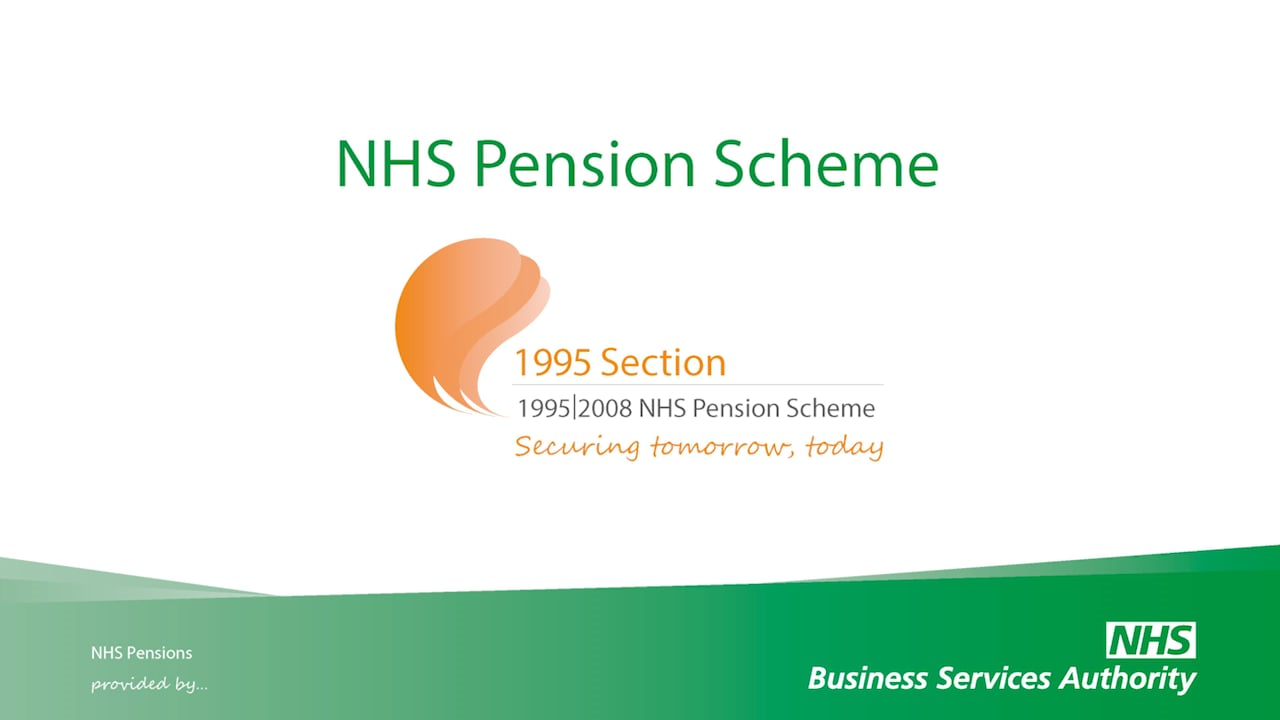 NHS Pension Scheme
1995 Section
1995|2008 NHS Pension Scheme
Securing tomorrow, today
NHS Pensions
provided by...
NHS
Business Services Authority